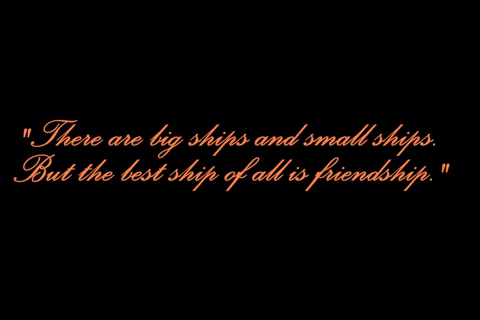 "There are big ships and small ships.
But the best ship of all is friendship."